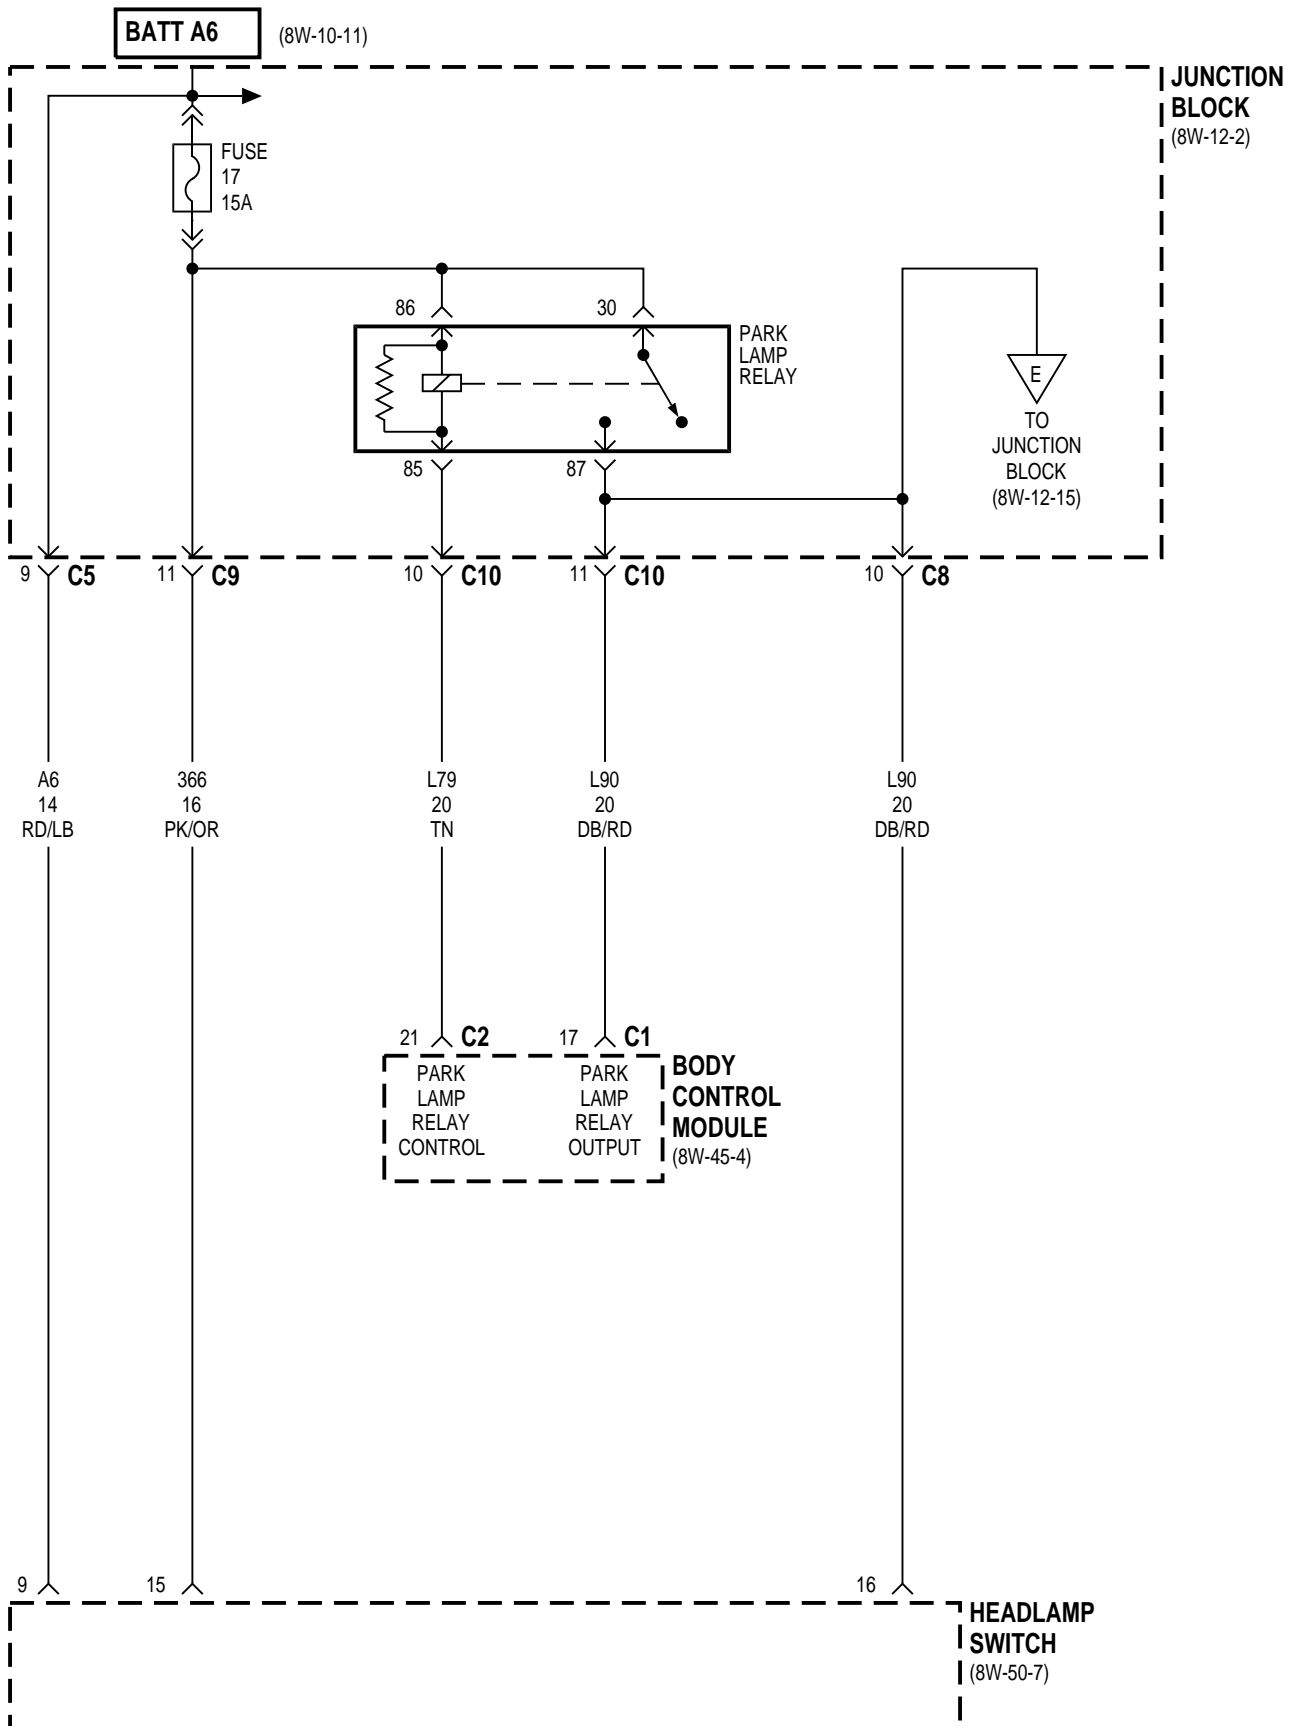 BATT A6
(8W-10-11)
JUNCTION
BLOCK
(8W-12-2)
FUSE
17
15A
86
30
PARK
LAMP
RELAY
E
TO
JUNCTION
BLOCK
(8W-12-15)
85
87
9 C5
11 C9
10 C10
11 C10
10 C8
A6
14
RD/LB
366
16
PK/OR
L79
20
TN
L90
20
DB/RD
L90
20
DB/RD
21 C2
17 C1
PARK
LAMP
RELAY
CONTROL
PARK
LAMP
RELAY
OUTPUT
BODY
CONTROL
MODULE
(8W-45-4)
9
15
16
HEADLAMP
SWITCH
(8W-50-7)